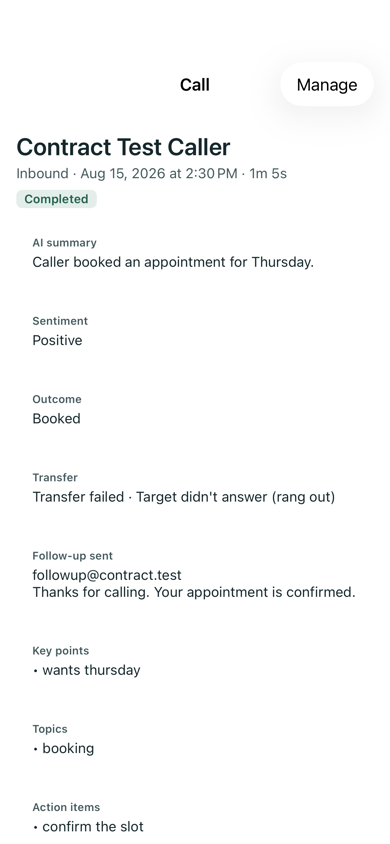 Call
Manage
Contract Test Caller
Inbound · Aug 15, 2026 at 2:30 PM · 1m 5s
Completed
AI summary
Caller booked an appointment for Thursday.
Sentiment
Positive
Outcome
Booked
Transfer
Transfer failed · Target didn't answer (rang out)
Follow-up sent
followup@contract.test
Thanks for calling. Your appointment is confirmed.
Key points
• wants thursday
Topics
• booking
Action items
• confirm the slot